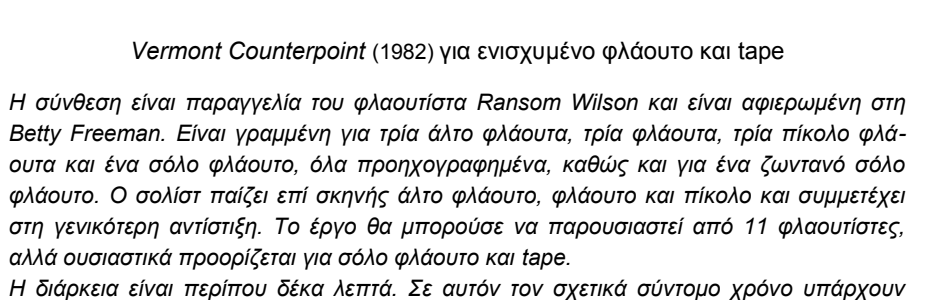 Vermont Counterpoint (1982) για ενισχυμένο φλάουτο και tape
Η σύνθεση είναι παραγγελία του φλαουτίστα Ransom Wilson και είναι αφιερωμένη στη
Betty Freeman. Είναι γραμμένη για τρία άλτο φλάουτα, τρία φλάουτα, τρία πίκολο φλά-
ουτα και ένα σόλο φλάουτο, όλα προηχογραφημένα, καθώς και για ένα ζωντανό σόλο
φλάουτο. Ο σολίστ παίζει επί σκηνής άλτο φλάουτο, φλάουτο και πίκολο και συμμετέχει
στη γενικότερη αντίστιξη. Το έργο θα μπορούσε να παρουσιαστεί από 11 φλαουτίστες,
αλλά ουσιαστικά προορίζεται για σόλο φλάουτο και tape.
Η διάρκεια είναι περίπου δέκα λεπτά. Σε αυτόν τον σχετικά σύντομο χρόνο υπάρχουν